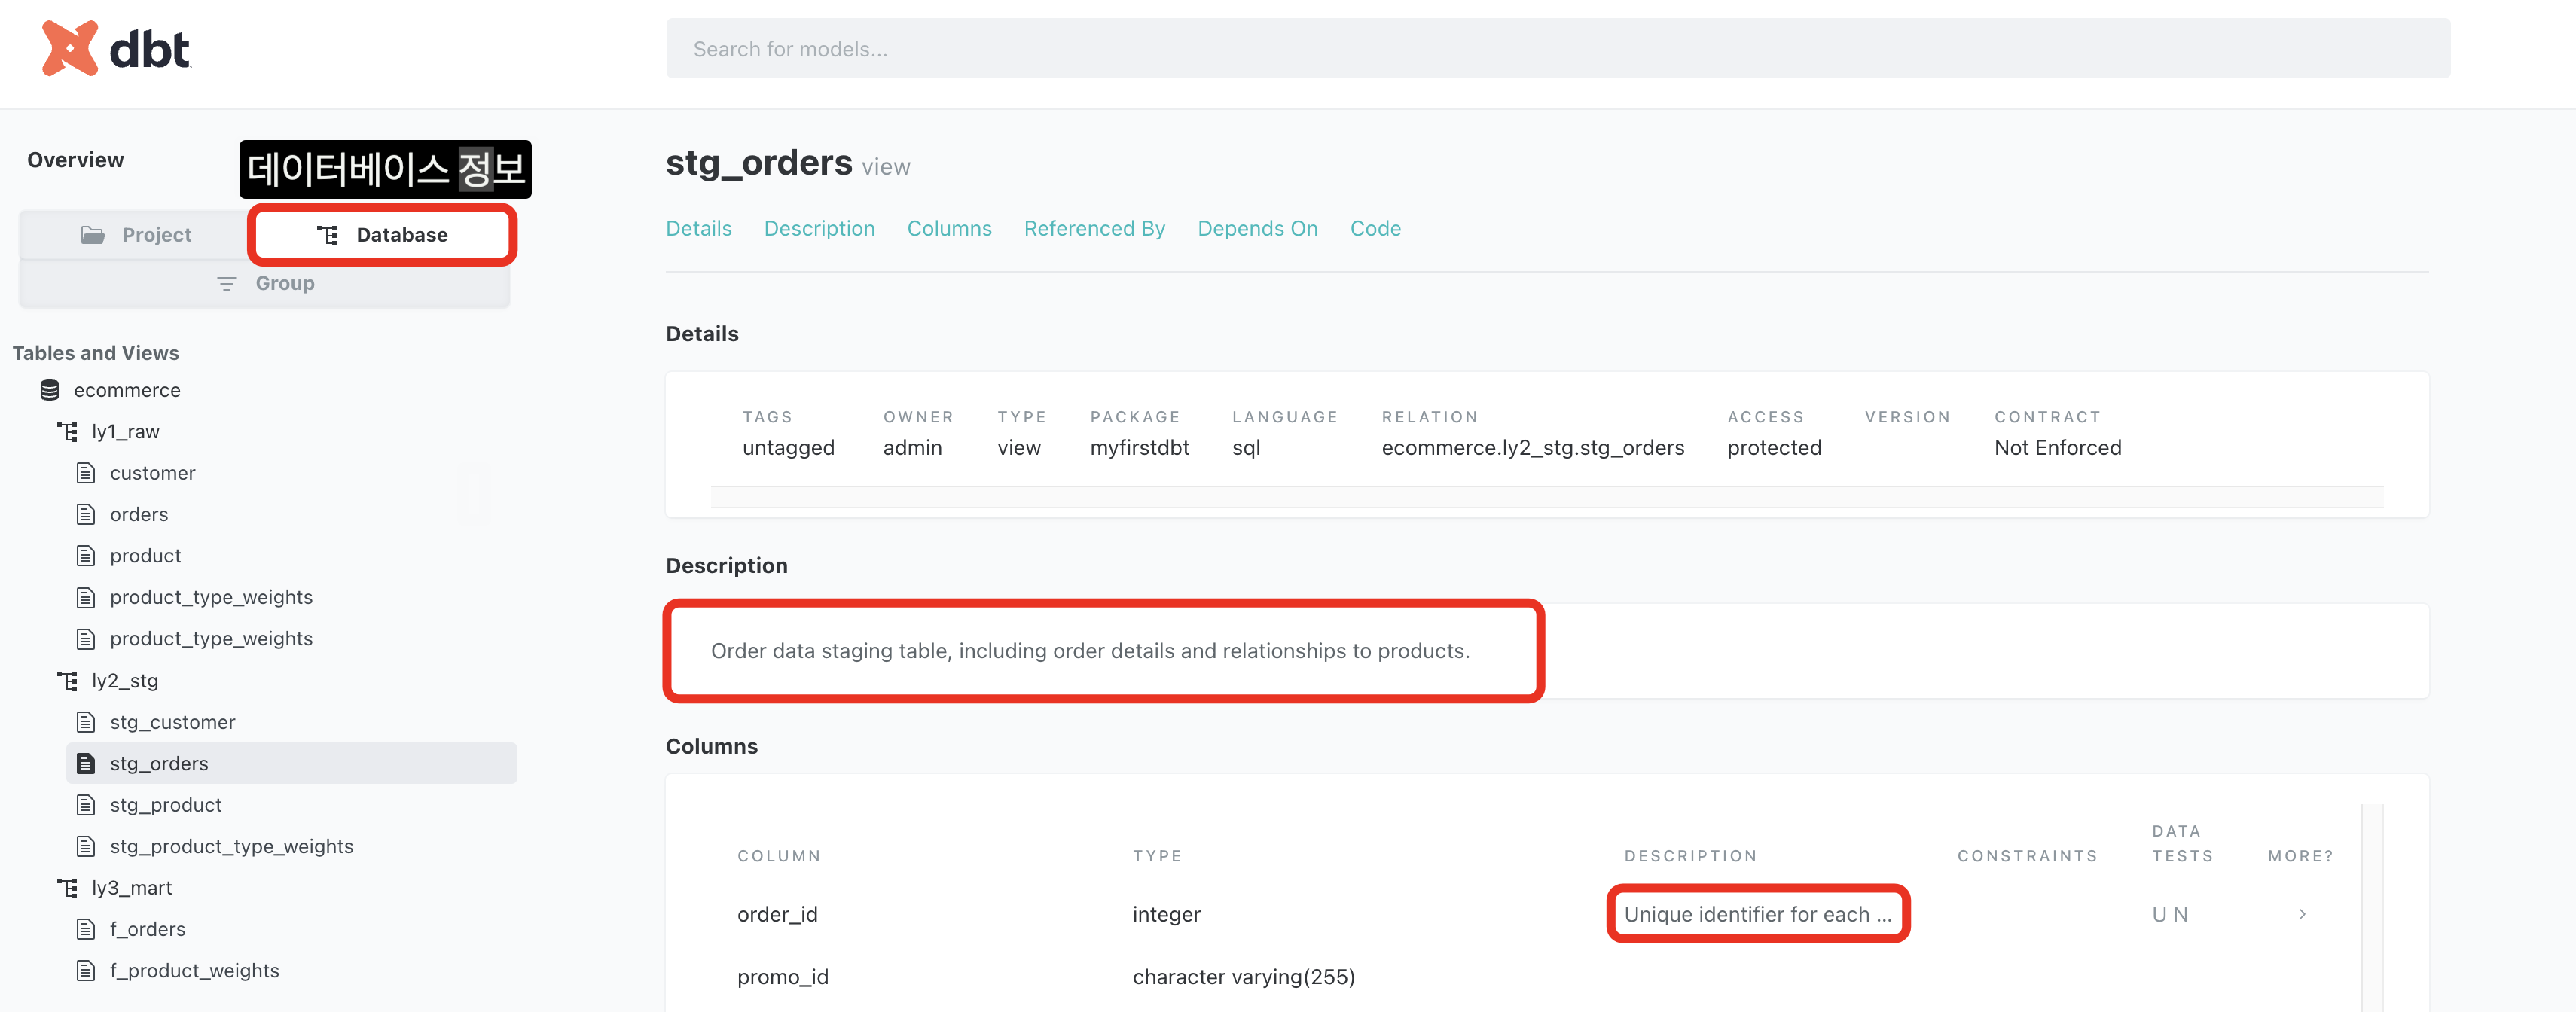 dbt
Search for models...
Overview
데이터베이스 정보
Project
Database
Group
Tables and Views
ecommerce
ly1_raw
customer
orders
product
product_type_weights
product_type_weights
ly2_stg
stg_customer
stg_orders
stg_product
stg_product_type_weights
ly3_mart
f_orders
f_product_weights
stg_orders view
Details Description Columns Referenced By Depends On Code
Details
TAGS OWNER TYPE PACKAGE LANGUAGE RELATION ACCESS VERSION CONTRACT
untagged admin view myfirstdbt sql ecommerce.ly2_stg.stg_orders protected Not Enforced
Description
Order data staging table, including order details and relationships to products.
Columns
COLUMN TYPE DESCRIPTION CONSTRAINTS DATA TESTS MORE?
order_id integer Unique identifier for each ... U N
promo_id character varying(255)